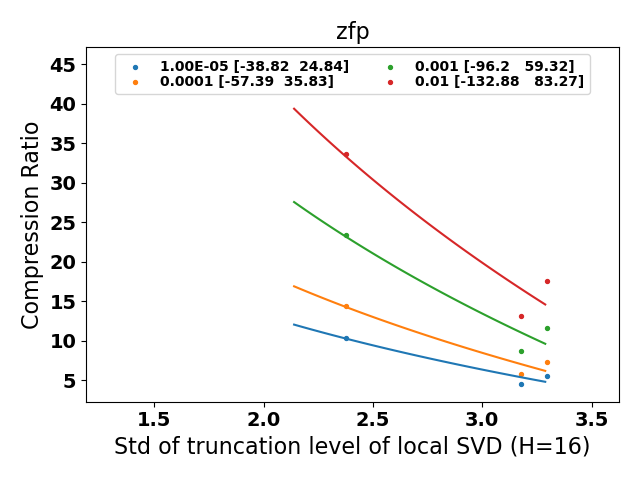 zfp
1.00E-05 [-38.82  24.84]
0.0001 [-57.39  35.83]
0.001 [-96.2   59.32]
0.01 [-132.88   83.27]
45
40
35
30
25
20
15
10
5
Compression Ratio
1.5 2.0 2.5 3.0 3.5
Std of truncation level of local SVD (H=16)